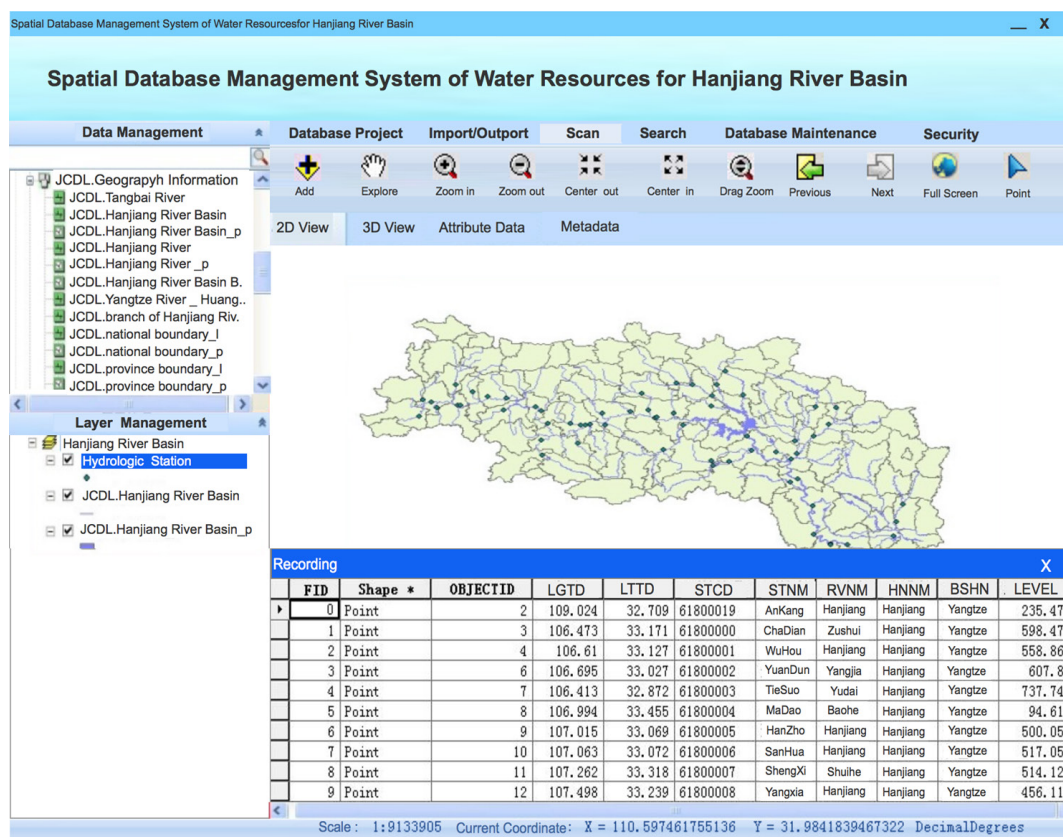 Spatial Database Management System of Water Resourcesfor Hanjiang River Basin
X
Spatial Database Management System of Water Resources for Hanjiang River Basin
Data Management
Database Project Import/Outport Scan Search Database Maintenance Security
Add Explore Zoom in Zoom out Center out Center in Drag Zoom Previous Next Full Screen Point
2D View 3D View Attribute Data Metadata
JCDL.Geograpyh Information
JCDL.Tangbai River
JCDL.Hanjiang River Basin
JCDL.Hanjiang River Basin_p
JCDL.Hanjiang River
JCDL.Hanjiang River _p
JCDL.Hanjiang River Basin B.
JCDL.Yangtze River _ Huang..
JCDL.branch of Hanjiang Riv.
JCDL.national boundary_l
JCDL.national boundary_p
JCDL.province boundary_l
JCDL.province boundary_p
Layer Management
Hanjiang River Basin
Hydrologic Station
JCDL.Hanjiang River Basin
JCDL.Hanjiang River Basin_p
Recording X
FID Shape * OBJECTID LGTD LTTD STCD STNM RVNM HNNM BSHN LEVEL
0 Point 2 109.024 32.709 61800019 AnKang Hanjiang Hanjiang Yangtze 235.47
1 Point 3 106.473 33.171 61800000 ChaDian Zushui Hanjiang Yangtze 598.47
2 Point 4 106.61 33.127 61800001 WuHou Hanjiang Hanjiang Yangtze 558.86
3 Point 6 106.695 33.027 61800002 YuanDun Yangjia Hanjiang Yangtze 607.8
4 Point 7 106.413 32.872 61800003 TieSuo Yudai Hanjiang Yangtze 737.74
5 Point 8 106.994 33.455 61800004 MaDao Baohe Hanjiang Yangtze 94.61
6 Point 9 107.015 33.069 61800005 HanZho Hanjiang Hanjiang Yangtze 500.05
7 Point 10 107.063 33.072 61800006 SanHua Hanjiang Hanjiang Yangtze 517.05
8 Point 11 107.262 33.318 61800007 ShengXi Shuihe Hanjiang Yangtze 514.12
9 Point 12 107.498 33.239 61800008 Yangxia Hanjiang Hanjiang Yangtze 456.11
Scale : 1:9133905 Current Coordinate: X = 110.597461755136 Y = 31.9841839467322 DecimalDegrees